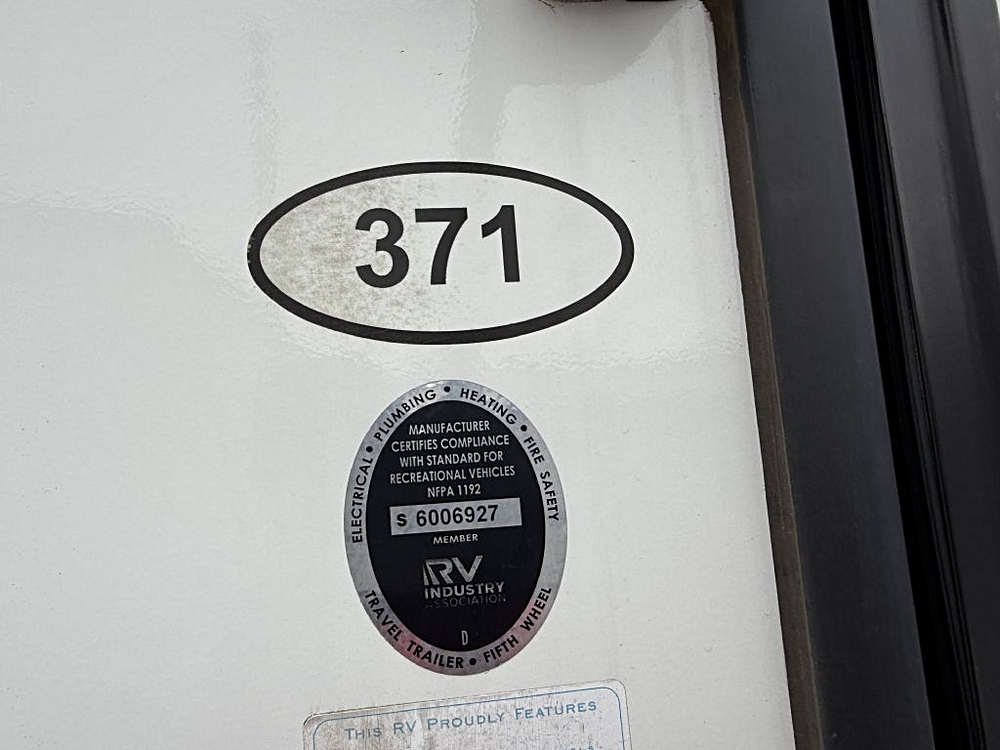 371
ELECTRICAL • PLUMBING • HEATING • FIRE SAFETY
MANUFACTURER
CERTIFIES COMPLIANCE
WITH STANDARD FOR
RECREATIONAL VEHICLES
NFPA 1192
S 6006927
MEMBER
RV
INDUSTRY
ASSOCIATION
D
TRAVEL TRAILER • FIFTH WHEEL
THIS RV PROUDLY FEATURES